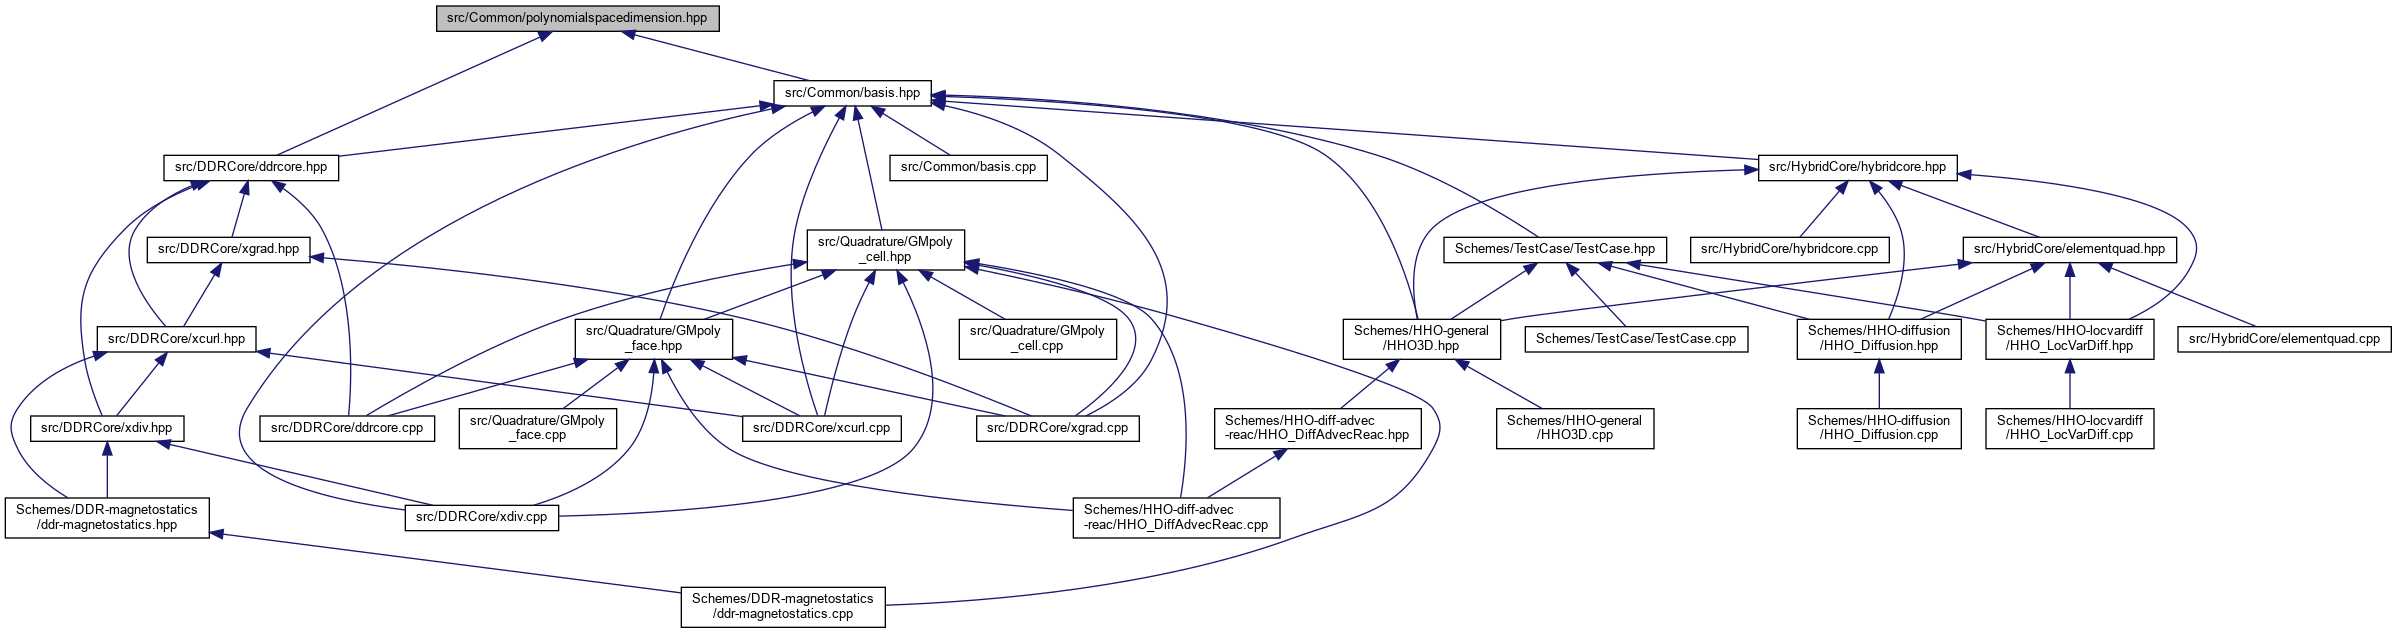 src/Common/polynomialspacedimension.hpp
src/Common/basis.hpp
src/DDRCore/ddrcore.hpp
src/Common/basis.cpp
src/HybridCore/hybridcore.hpp
src/DDRCore/xgrad.hpp
src/Quadrature/GMpoly
_cell.hpp
Schemes/TestCase/TestCase.hpp
src/HybridCore/hybridcore.cpp
src/HybridCore/elementquad.hpp
src/DDRCore/xcurl.hpp
src/Quadrature/GMpoly
_face.hpp
src/Quadrature/GMpoly
_cell.cpp
Schemes/HHO-general
/HHO3D.hpp
Schemes/TestCase/TestCase.cpp
Schemes/HHO-diffusion
/HHO_Diffusion.hpp
Schemes/HHO-locvardiff
/HHO_LocVarDiff.hpp
src/HybridCore/elementquad.cpp
src/DDRCore/xdiv.hpp
src/DDRCore/ddrcore.cpp
src/Quadrature/GMpoly
_face.cpp
src/DDRCore/xcurl.cpp
src/DDRCore/xgrad.cpp
Schemes/HHO-diff-advec
-reac/HHO_DiffAdvecReac.hpp
Schemes/HHO-general
/HHO3D.cpp
Schemes/HHO-diffusion
/HHO_Diffusion.cpp
Schemes/HHO-locvardiff
/HHO_LocVarDiff.cpp
Schemes/DDR-magnetostatics
/ddr-magnetostatics.hpp
src/DDRCore/xdiv.cpp
Schemes/HHO-diff-advec
-reac/HHO_DiffAdvecReac.cpp
Schemes/DDR-magnetostatics
/ddr-magnetostatics.cpp